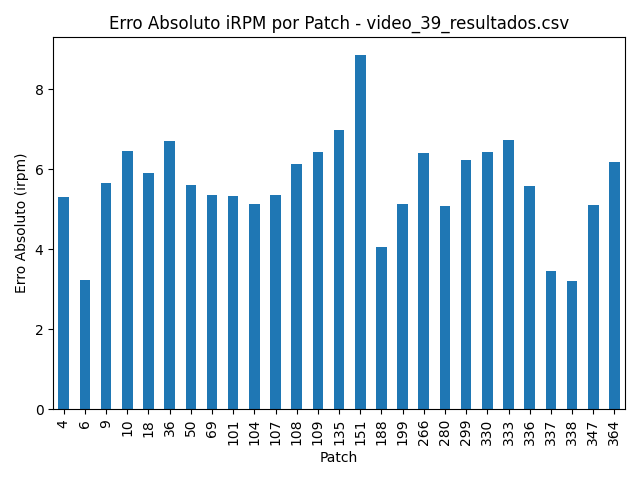 Erro Absoluto iRPM por Patch - video_39_resultados.csv
Erro Absoluto (irpm)
8
6
4
2
0
4 6 9 10 18 36 50 69 101 104 107 108 109 135 151 188 199 266 280 299 330 333 336 337 338 347 364
Patch